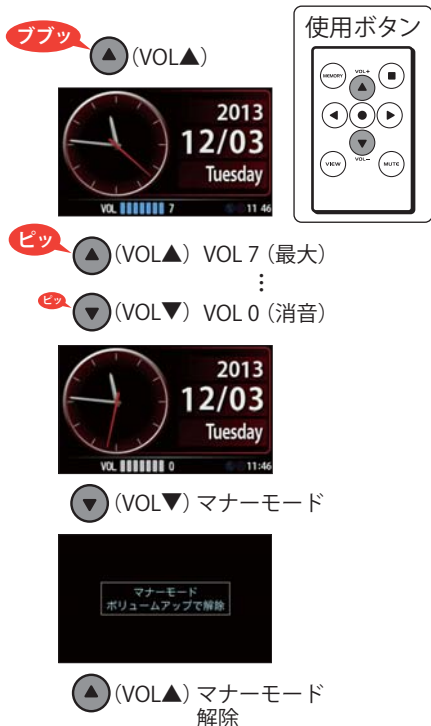 ブブッ
(VOL▲)
使用ボタン
MEMORY
VOL+
VIEW
VOL−
MUTE
2013
12/03
Tuesday
VOL 7
11 46
ピッ
(VOL▲) VOL 7 (最大)
⋮
ピッ
(VOL▼) VOL 0 (消音)
2013
12/03
Tuesday
VOL 0
11:46
(VOL▼) マナーモード
マナーモード
ボリュームアップで解除
(VOL▲) マナーモード
解除